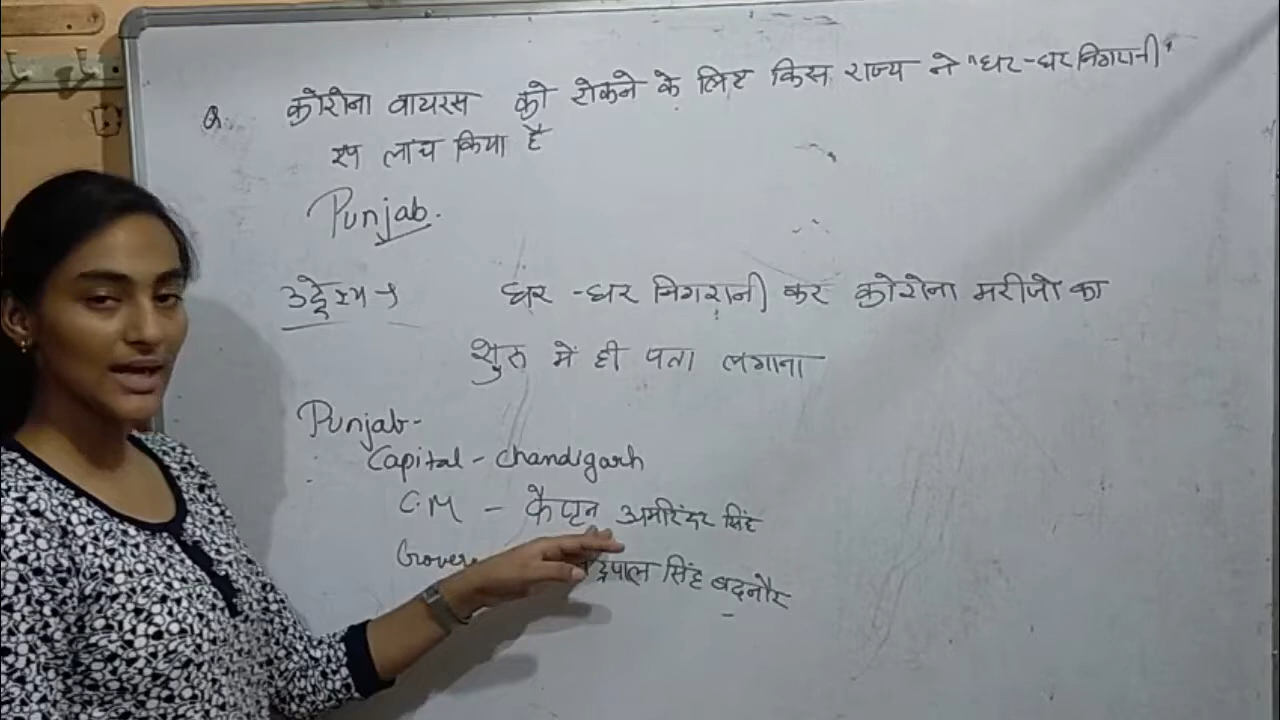 Q. कोरोना वायरस को रोकने के लिए किस राज्य ने "घर-घर निगरानी"
एप लांच किया है
Punjab.
उद्देश्य → घर-घर निगरानी कर कोरोना मरीजो का
शुरु में ही पता लगाना
Punjab-
Capital - Chandigarh
C.M - कैप्टन अमरिंदर सिंह
सिंह बदनौर